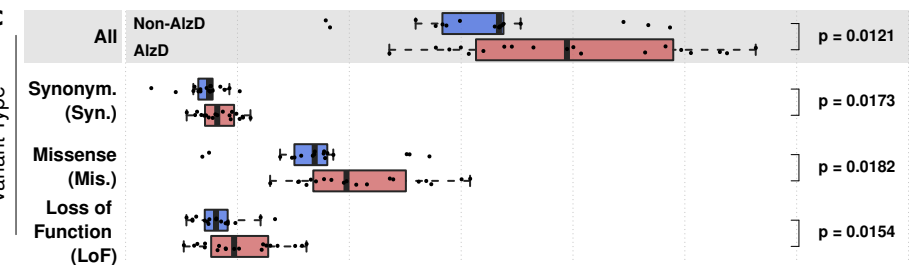 Non-AlzD
All
AlzD
p = 0.0121
Synonym.
(Syn.)
p = 0.0173
Missense
(Mis.)
p = 0.0182
Loss of
Function
(LoF)
p = 0.0154